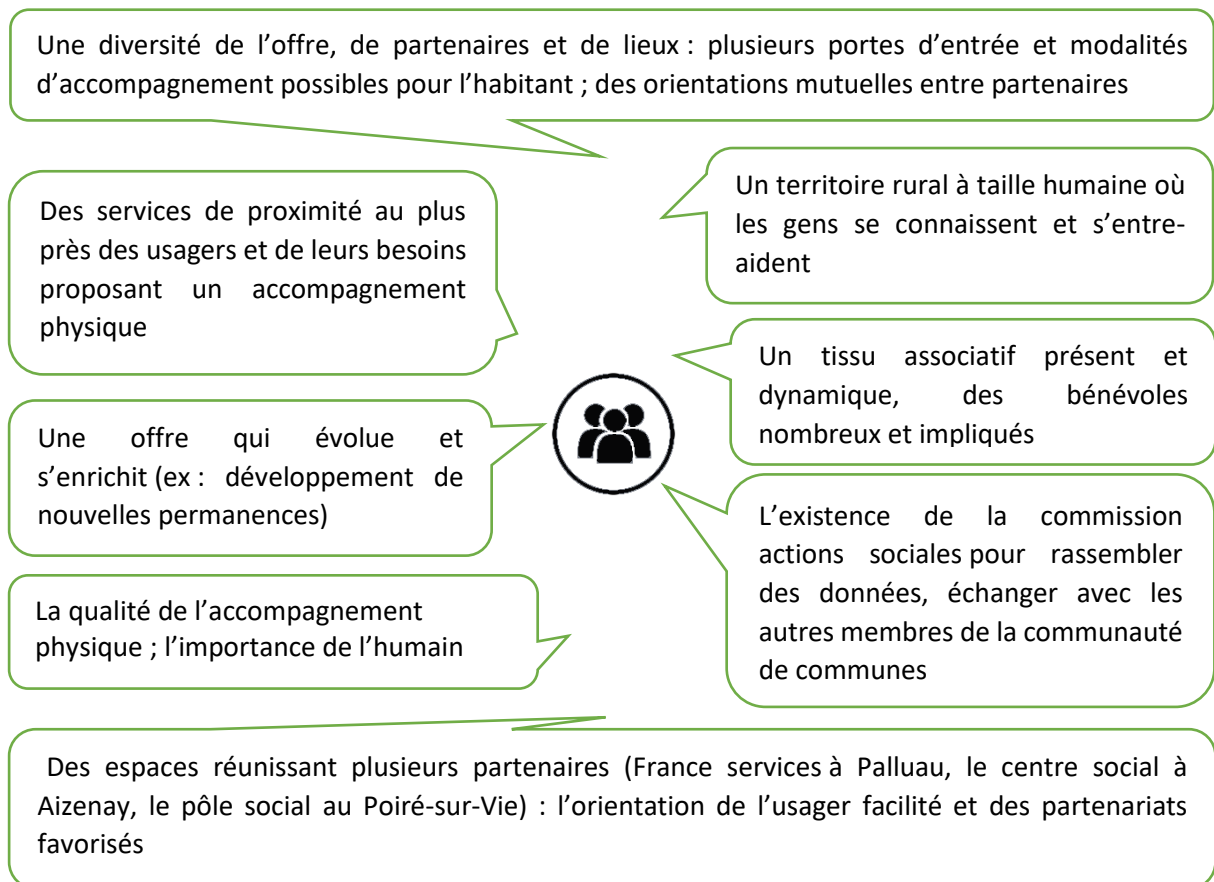 Une diversité de l’offre, de partenaires et de lieux : plusieurs portes d’entrée et modalités
d’accompagnement possibles pour l’habitant ; des orientations mutuelles entre partenaires
Des services de proximité au plus
près des usagers et de leurs besoins
proposant un accompagnement
physique
Un territoire rural à taille humaine où
les gens se connaissent et s’entre-
aident
Un tissu associatif présent et
dynamique, des bénévoles
nombreux et impliqués
Une offre qui évolue et
s’enrichit (ex : développement de
nouvelles permanences)
L’existence de la commission
actions sociales pour rassembler
des données, échanger avec les
autres membres de la communauté
de communes
La qualité de l’accompagnement
physique ; l’importance de l’humain
Des espaces réunissant plusieurs partenaires (France services à Palluau, le centre social à
Aizenay, le pôle social au Poiré-sur-Vie) : l’orientation de l’usager facilité et des partenariats
favorisés